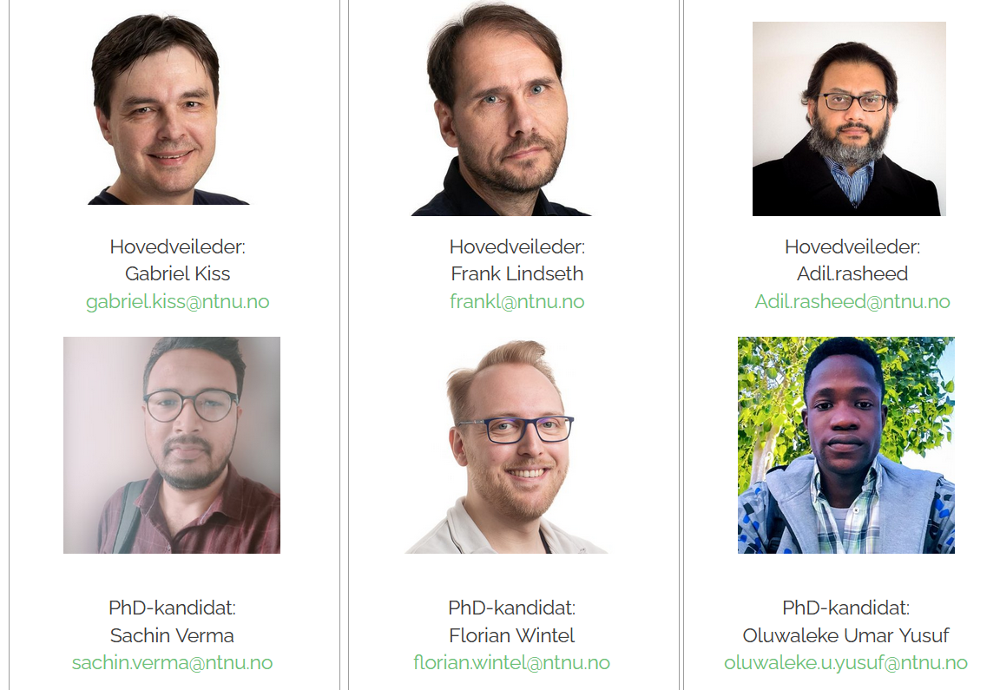 Hovedveileder:
Gabriel Kiss
gabriel.kiss@ntnu.no
Hovedveileder:
Frank Lindseth
frankl@ntnu.no
Hovedveileder:
Adil.rasheed
Adil.rasheed@ntnu.no
PhD-kandidat:
Sachin Verma
sachin.verma@ntnu.no
PhD-kandidat:
Florian Wintel
florian.wintel@ntnu.no
PhD-kandidat:
Oluwaleke Umar Yusuf
oluwaleke.u.yusuf@ntnu.no